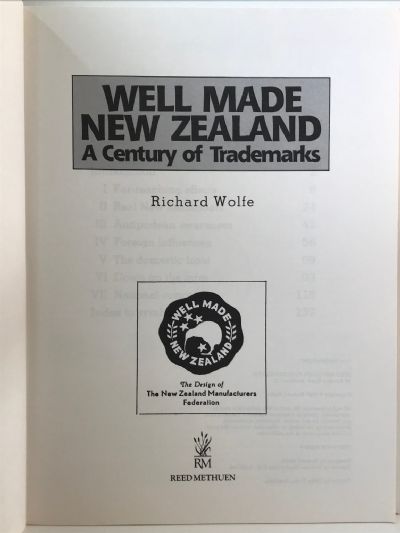 WELL MADE
NEW ZEALAND
A Century of Trademarks
Richard Wolfe
WELL MADE
NEW ZEALAND
The Design of
The New Zealand Manufacturers
Federation
RM
REED METHUEN